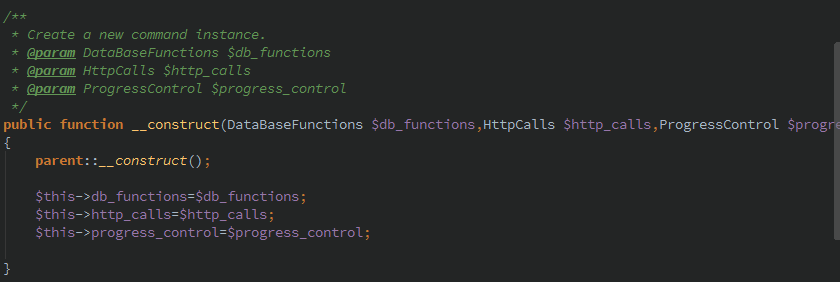 /**
* Create a new command instance.
* @param DataBaseFunctions $db_functions
* @param HttpCalls $http_calls
* @param ProgressControl $progress_control
*/
public function __construct(DataBaseFunctions $db_functions,HttpCalls $http_calls,ProgressControl $progre
{
parent::__construct();
$this->db_functions=$db_functions;
$this->http_calls=$http_calls;
$this->progress_control=$progress_control;
}